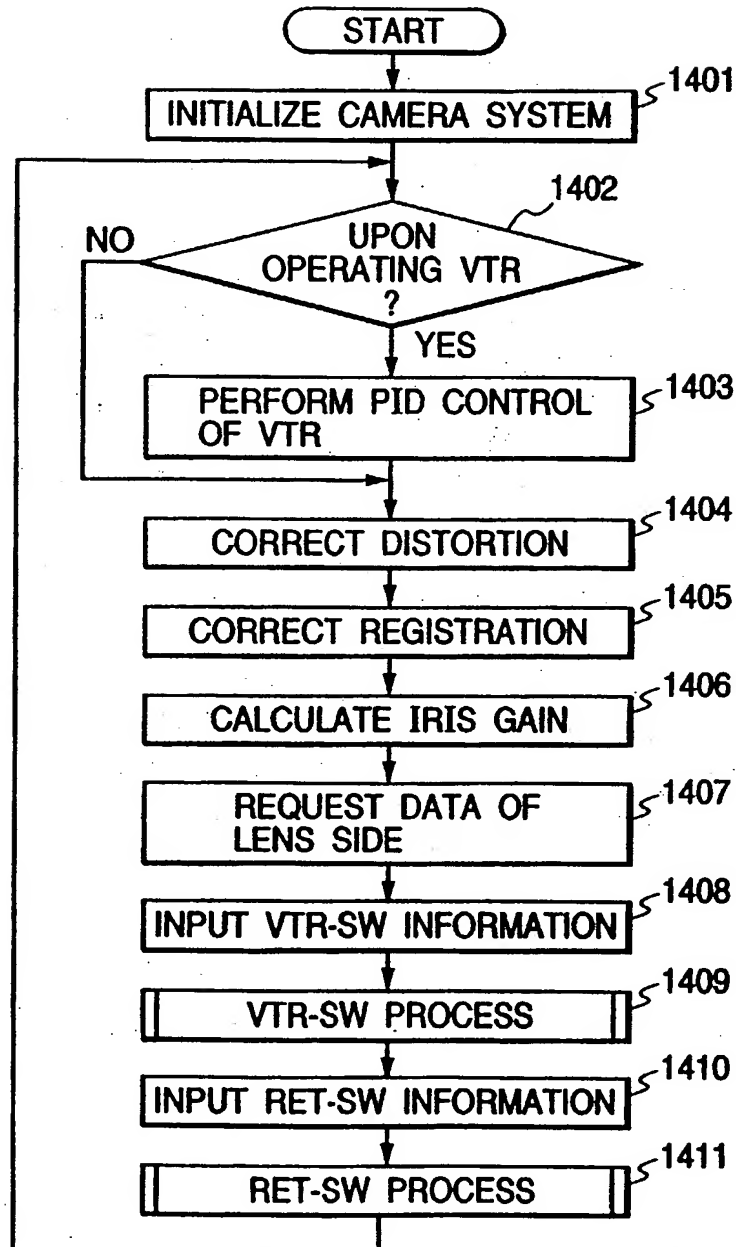 START
1401
INITIALIZE CAMERA SYSTEM
1402
NO
UPON
OPERATING VTR
?
YES
1403
PERFORM PID CONTROL
OF VTR
1404
CORRECT DISTORTION
1405
CORRECT REGISTRATION
1406
CALCULATE IRIS GAIN
1407
REQUEST DATA OF
LENS SIDE
1408
INPUT VTR-SW INFORMATION
1409
VTR-SW PROCESS
1410
INPUT RET-SW INFORMATION
1411
RET-SW PROCESS